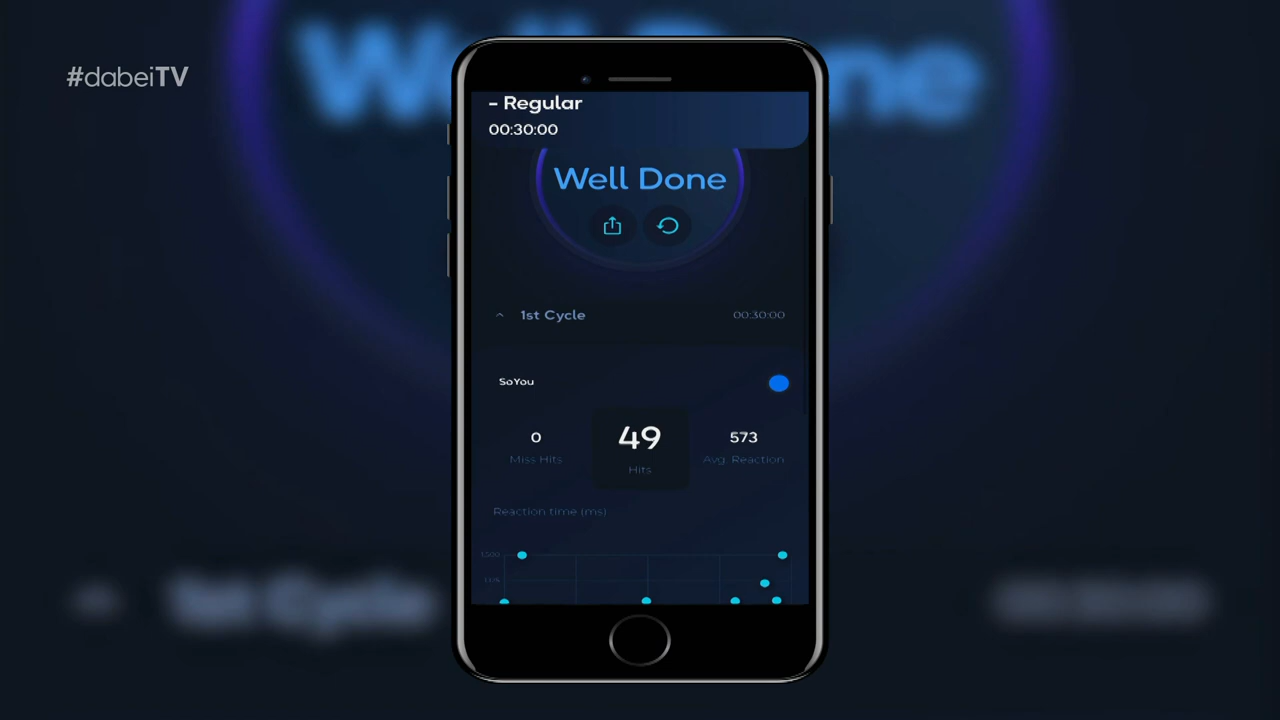 #dabeiTV
- Regular
00:30:00
Well Done
1st Cycle
00:30:00
SoYou
0
49
573
Miss Hits
Hits
Avg. Reaction
Reaction time (ms)